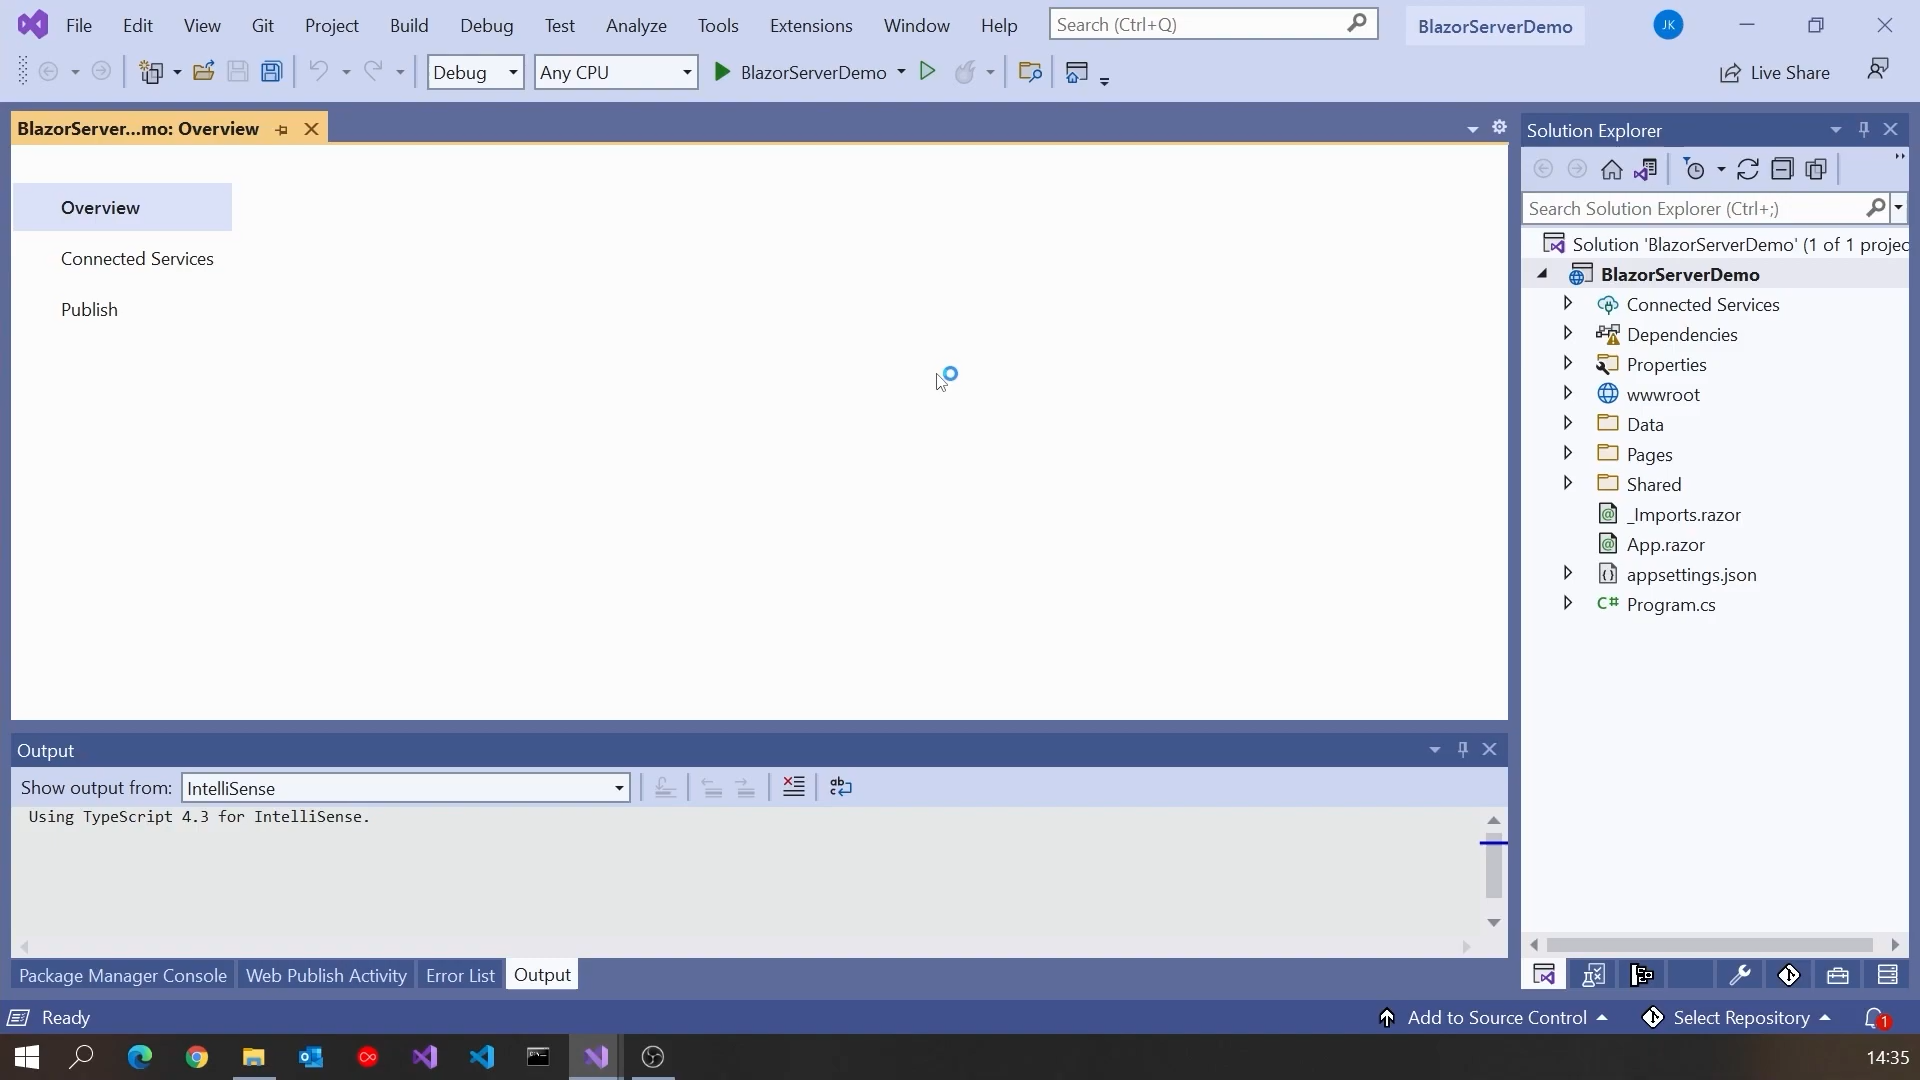 File Edit View Git Project Build Debug Test Analyze Tools Extensions Window Help Search (Ctrl+Q) BlazorServerDemo JK
Debug Any CPU BlazorServerDemo Live Share
BlazorServer...mo: Overview
Overview
Connected Services
Publish
Solution Explorer
Search Solution Explorer (Ctrl+;)
Solution 'BlazorServerDemo' (1 of 1 projec
BlazorServerDemo
Connected Services
Dependencies
Properties
wwwroot
Data
Pages
Shared
_Imports.razor
App.razor
appsettings.json
C# Program.cs
Output
Show output from: IntelliSense
Using TypeScript 4.3 for IntelliSense.
Package Manager Console Web Publish Activity Error List Output
Ready Add to Source Control Select Repository 1
14:35